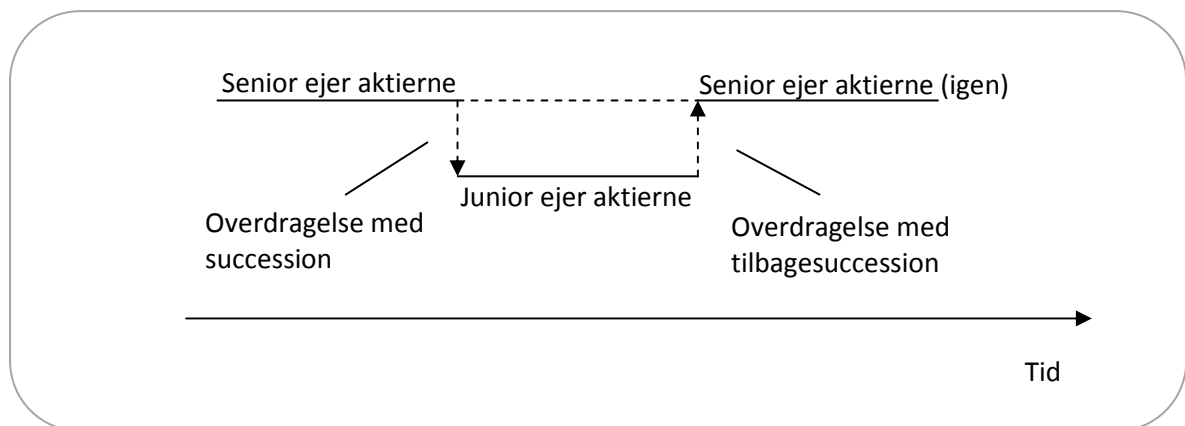 Senior ejer aktierne
Senior ejer aktierne (igen)
Junior ejer aktierne
Overdragelse med
succession
Overdragelse med
tilbagesuccession
Tid